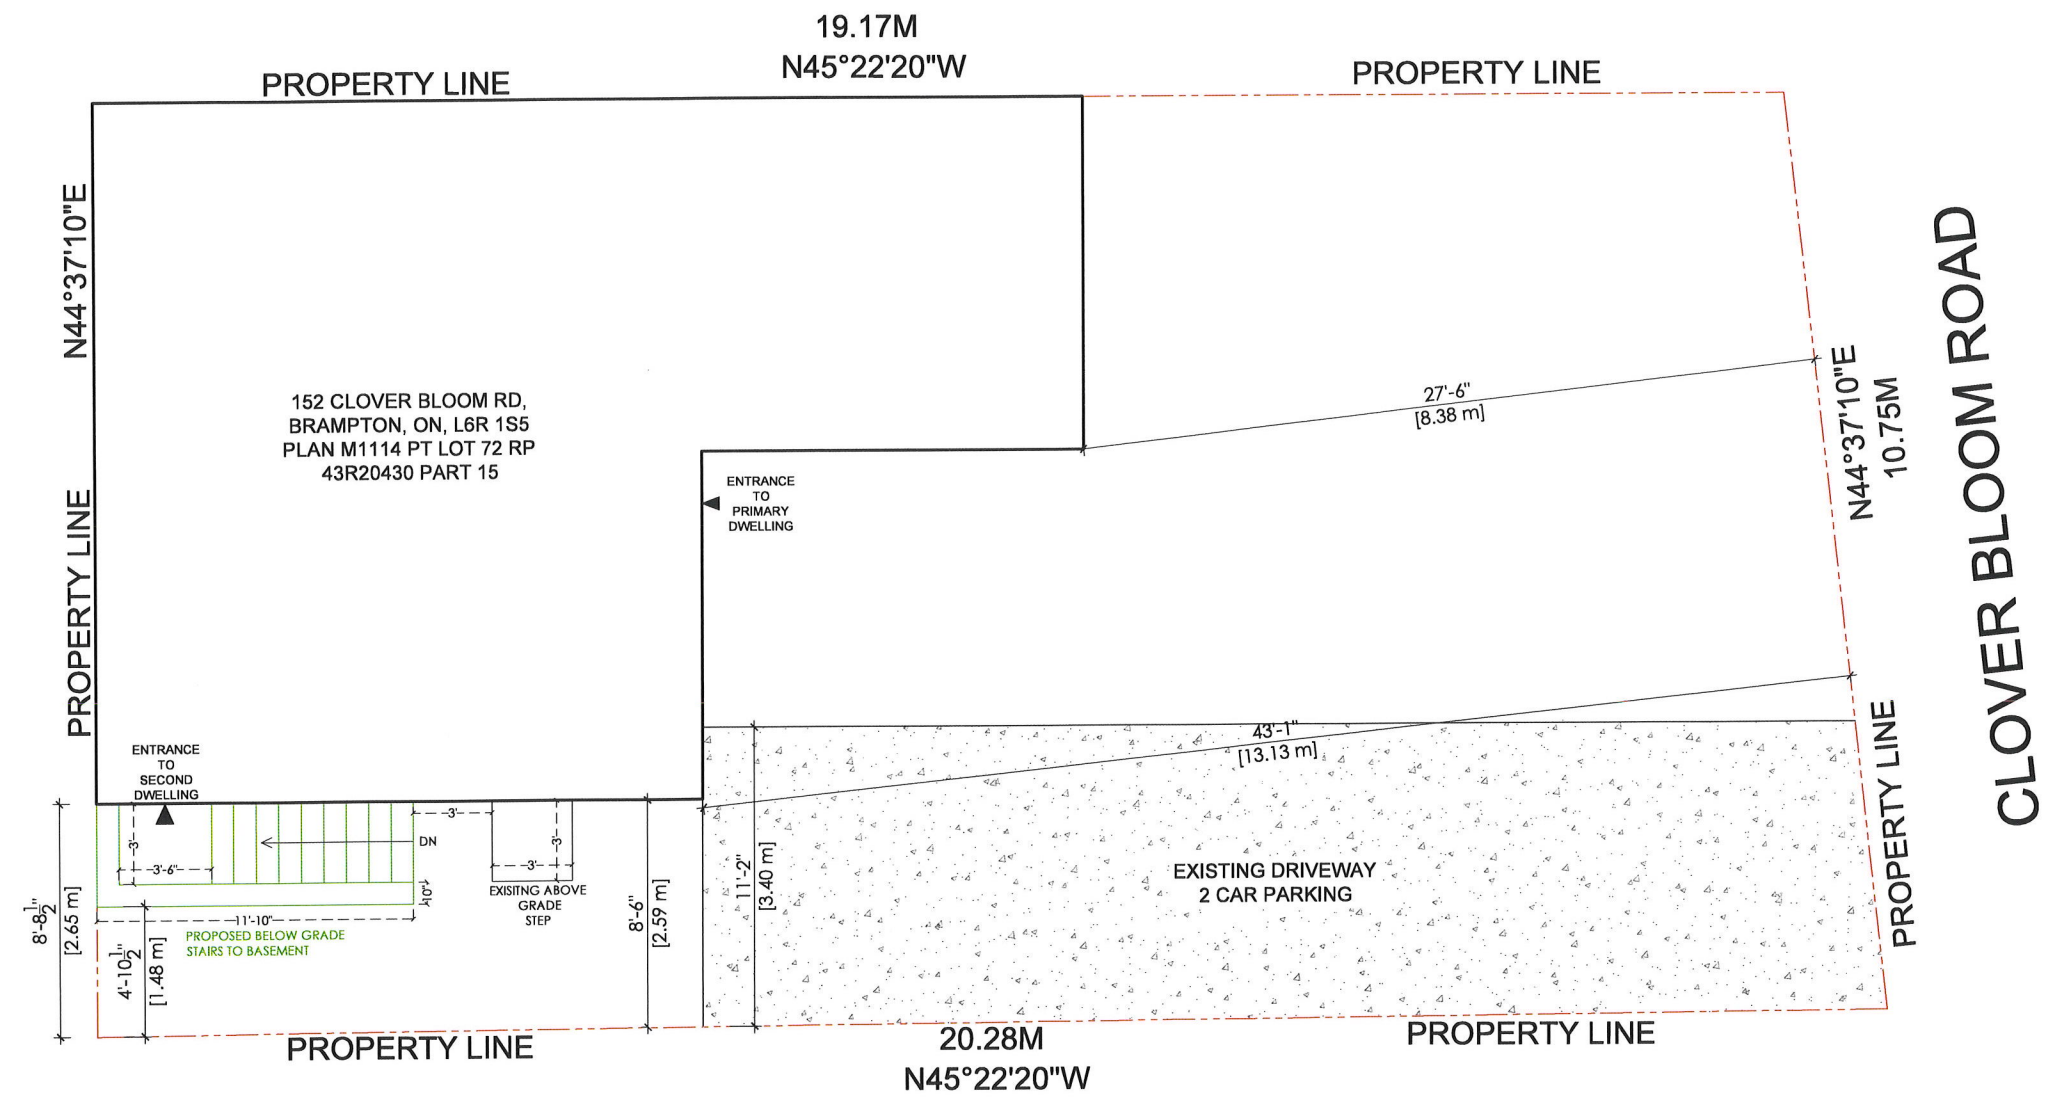 19.17M
N45°22'20"W
PROPERTY LINE
PROPERTY LINE
N44°37'10"E
PROPERTY LINE
152 CLOVER BLOOM RD,
BRAMPTON, ON, L6R 1S5
PLAN M1114 PT LOT 72 RP
43R20430 PART 15
ENTRANCE
TO
PRIMARY
DWELLING
27'-6"
[8.38 m]
N44°37'10"E
10.75M
CLOVER BLOOM ROAD
PROPERTY LINE
43'-1"
[13.13 m]
ENTRANCE
TO
SECOND
DWELLING
3'
3'-6"
DN
10"
11'-10"
3'
3'
3'
EXISITNG ABOVE
GRADE
STEP
PROPOSED BELOW GRADE
STAIRS TO BASEMENT
8'-8 1/2"
[2.65 m]
4'-10 1/2"
[1.48 m]
8'-6"
[2.59 m]
11'-2"
[3.40 m]
EXISTING DRIVEWAY
2 CAR PARKING
PROPERTY LINE
20.28M
N45°22'20"W
PROPERTY LINE